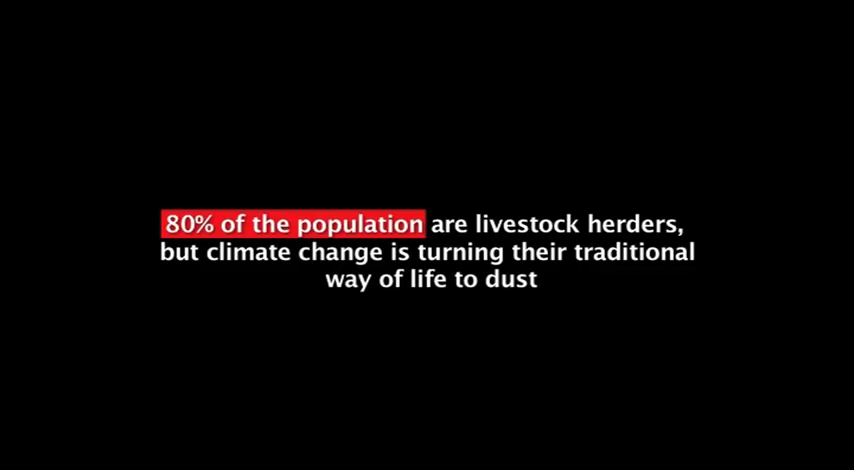 80% of the population are livestock herders,
but climate change is turning their traditional
way of life to dust